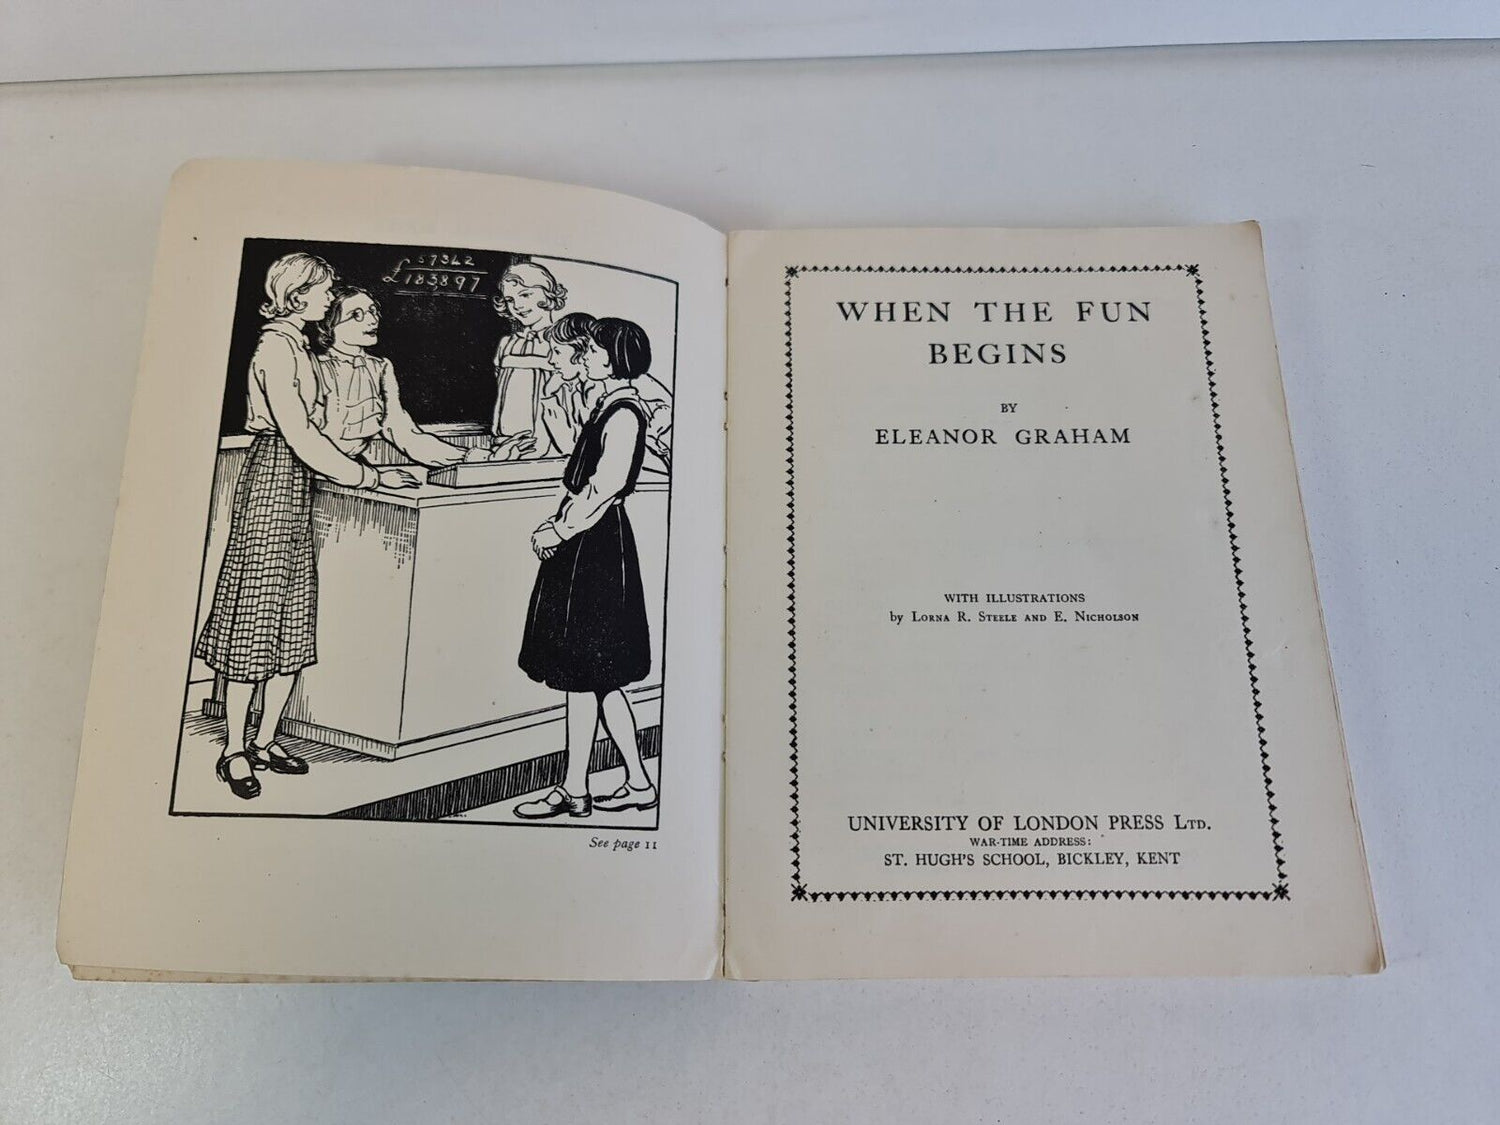 57362
£183897
See page 11
WHEN THE FUN
BEGINS
BY
ELEANOR GRAHAM
WITH ILLUSTRATIONS
by LORNA R. STEELE AND E. NICHOLSON
UNIVERSITY OF LONDON PRESS LTD.
WAR-TIME ADDRESS:
ST. HUGH'S SCHOOL, BICKLEY, KENT